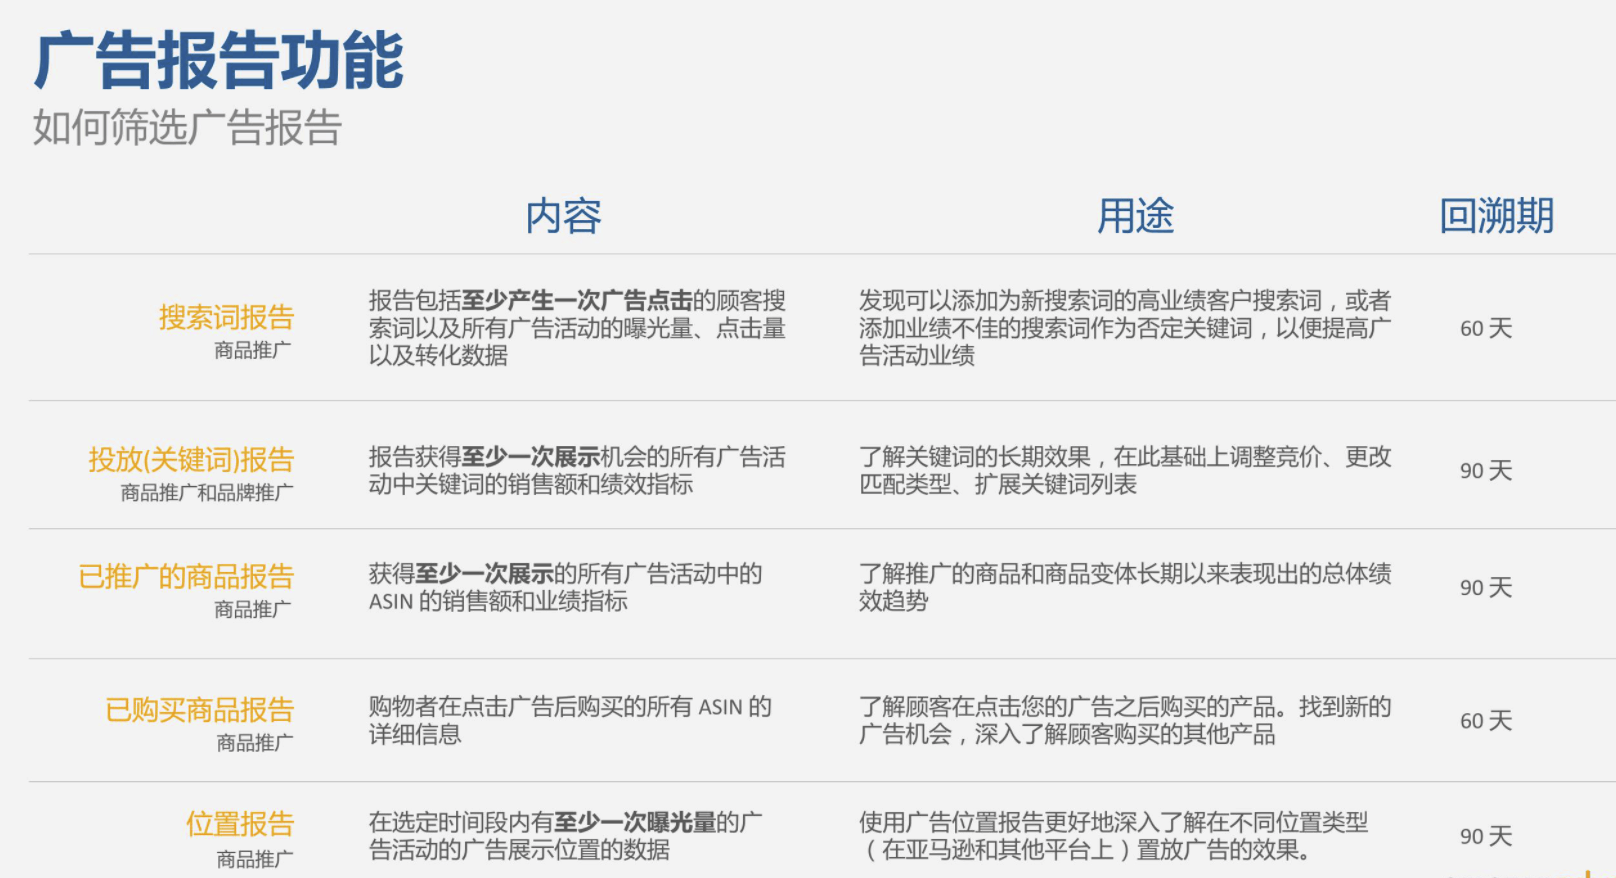 广告报告功能
如何筛选广告报告
内容
用途
回溯期
搜索词报告
商品推广
报告包括至少产生一次广告点击的顾客搜
索词以及所有广告活动的曝光量、点击量
以及转化数据
发现可以添加为新搜索词的高业绩客户搜索词，或者
添加业绩不佳的搜索词作为否定关键词，以便提高广
告活动业绩
60 天
投放(关键词)报告
商品推广和品牌推广
报告获得至少一次展示机会的所有广告活
动中关键词的销售额和绩效指标
了解关键词的长期效果，在此基础上调整竞价、更改
匹配类型、扩展关键词列表
90 天
已推广的商品报告
商品推广
获得至少一次展示的所有广告活动中的
ASIN 的销售额和业绩指标
了解推广的商品和商品变体长期以来表现出的总体绩
效趋势
90 天
已购买商品报告
商品推广
购物者在点击广告后购买的所有 ASIN 的
详细信息
了解顾客在点击您的广告之后购买的产品。找到新的
广告机会，深入了解顾客购买的其他产品
60 天
位置报告
商品推广
在选定时间段内有至少一次曝光量的广
告活动的广告展示位置的数据
使用广告位置报告更好地深入了解在不同位置类型
（在亚马逊和其他平台上）置放广告的效果。
90 天